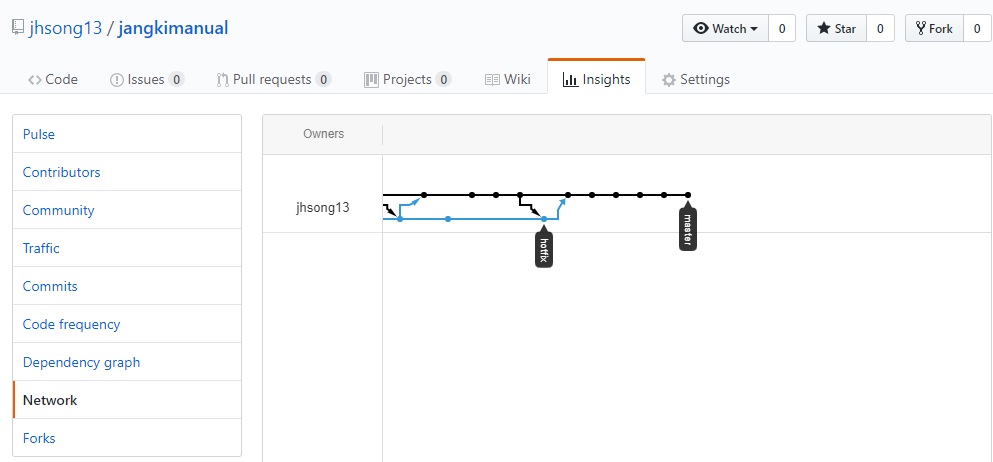 jhsong13 / jangkimanual
Watch 0 Star 0 Fork 0
Code Issues 0 Pull requests 0 Projects 0 Wiki Insights Settings
Pulse
Contributors
Community
Traffic
Commits
Code frequency
Dependency graph
Network
Forks
Owners
jhsong13
hotfix
master